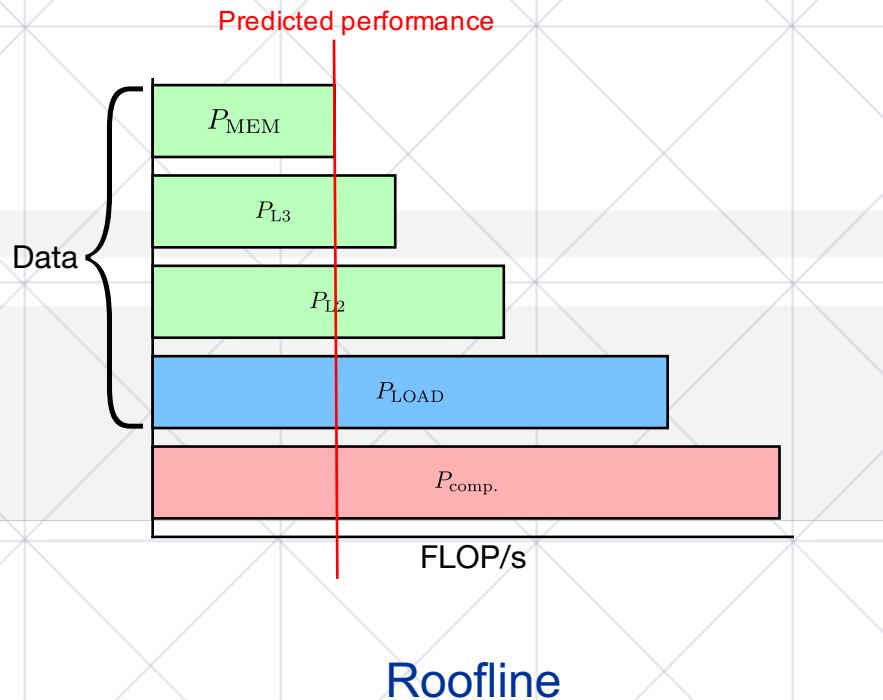 Predicted performance
P_MEM
P_L3
Data
P_L2
P_LOAD
P_comp.
FLOP/s
Roofline